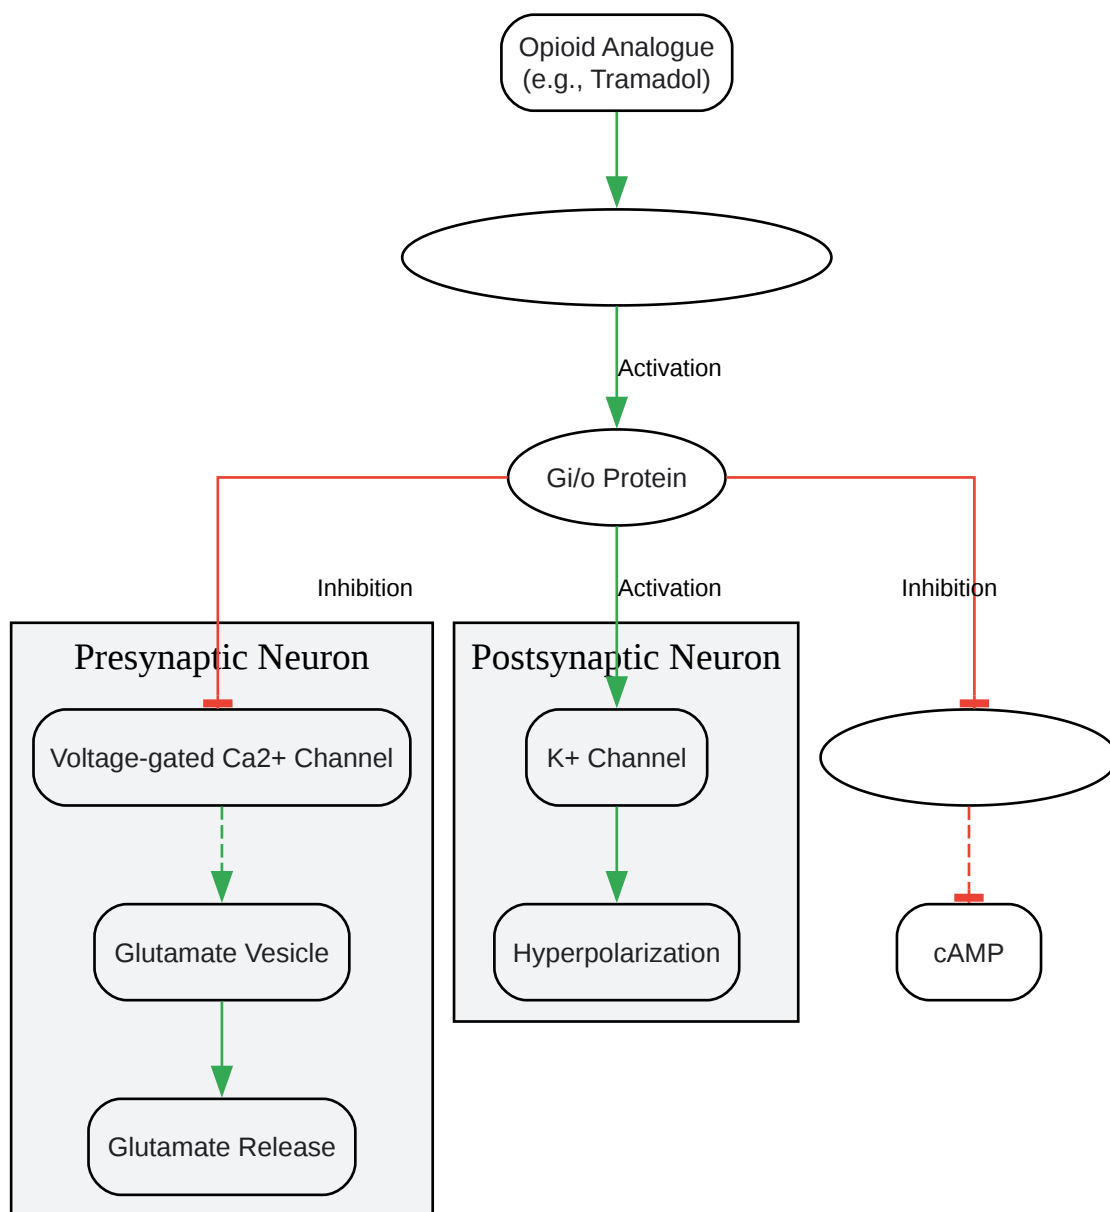 Opioid Analogue
(e.g., Tramadol)
Activation
Gi/o Protein
Inhibition
Activation
Inhibition
Presynaptic Neuron
Postsynaptic Neuron
Voltage-gated Ca2+ Channel
K+ Channel
Glutamate Vesicle
Hyperpolarization
cAMP
Glutamate Release